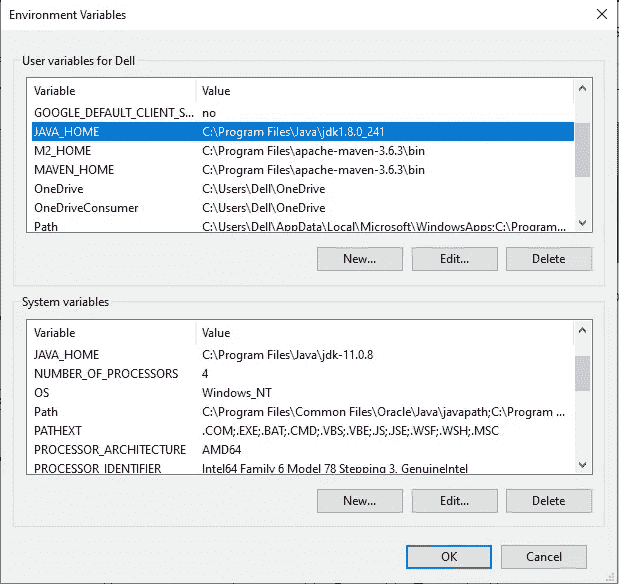 Environment Variables
User variables for Dell
Variable Value
GOOGLE_DEFAULT_CLIENT_S... no
JAVA_HOME C:\Program Files\Java\jdk1.8.0_241
M2_HOME C:\Program Files\apache-maven-3.6.3\bin
MAVEN_HOME C:\Program Files\apache-maven-3.6.3\bin
OneDrive C:\Users\Dell\OneDrive
OneDriveConsumer C:\Users\Dell\OneDrive
Path C:\Users\Dell\AppData\Local\Microsoft\WindowsApps;C:\Program...
New... Edit... Delete
System variables
Variable Value
JAVA_HOME C:\Program Files\Java\jdk-11.0.8
NUMBER_OF_PROCESSORS 4
OS Windows_NT
Path C:\Program Files\Common Files\Oracle\Java\javapath;C:\Program ...
PATHEXT .COM;.EXE;.BAT;.CMD;.VBS;.VBE;.JS;.JSE;.WSF;.WSH;.MSC
PROCESSOR_ARCHITECTURE AMD64
PROCESSOR_IDENTIFIER Intel64 Family 6 Model 78 Stepping 3, GenuineIntel
New... Edit... Delete
OK Cancel